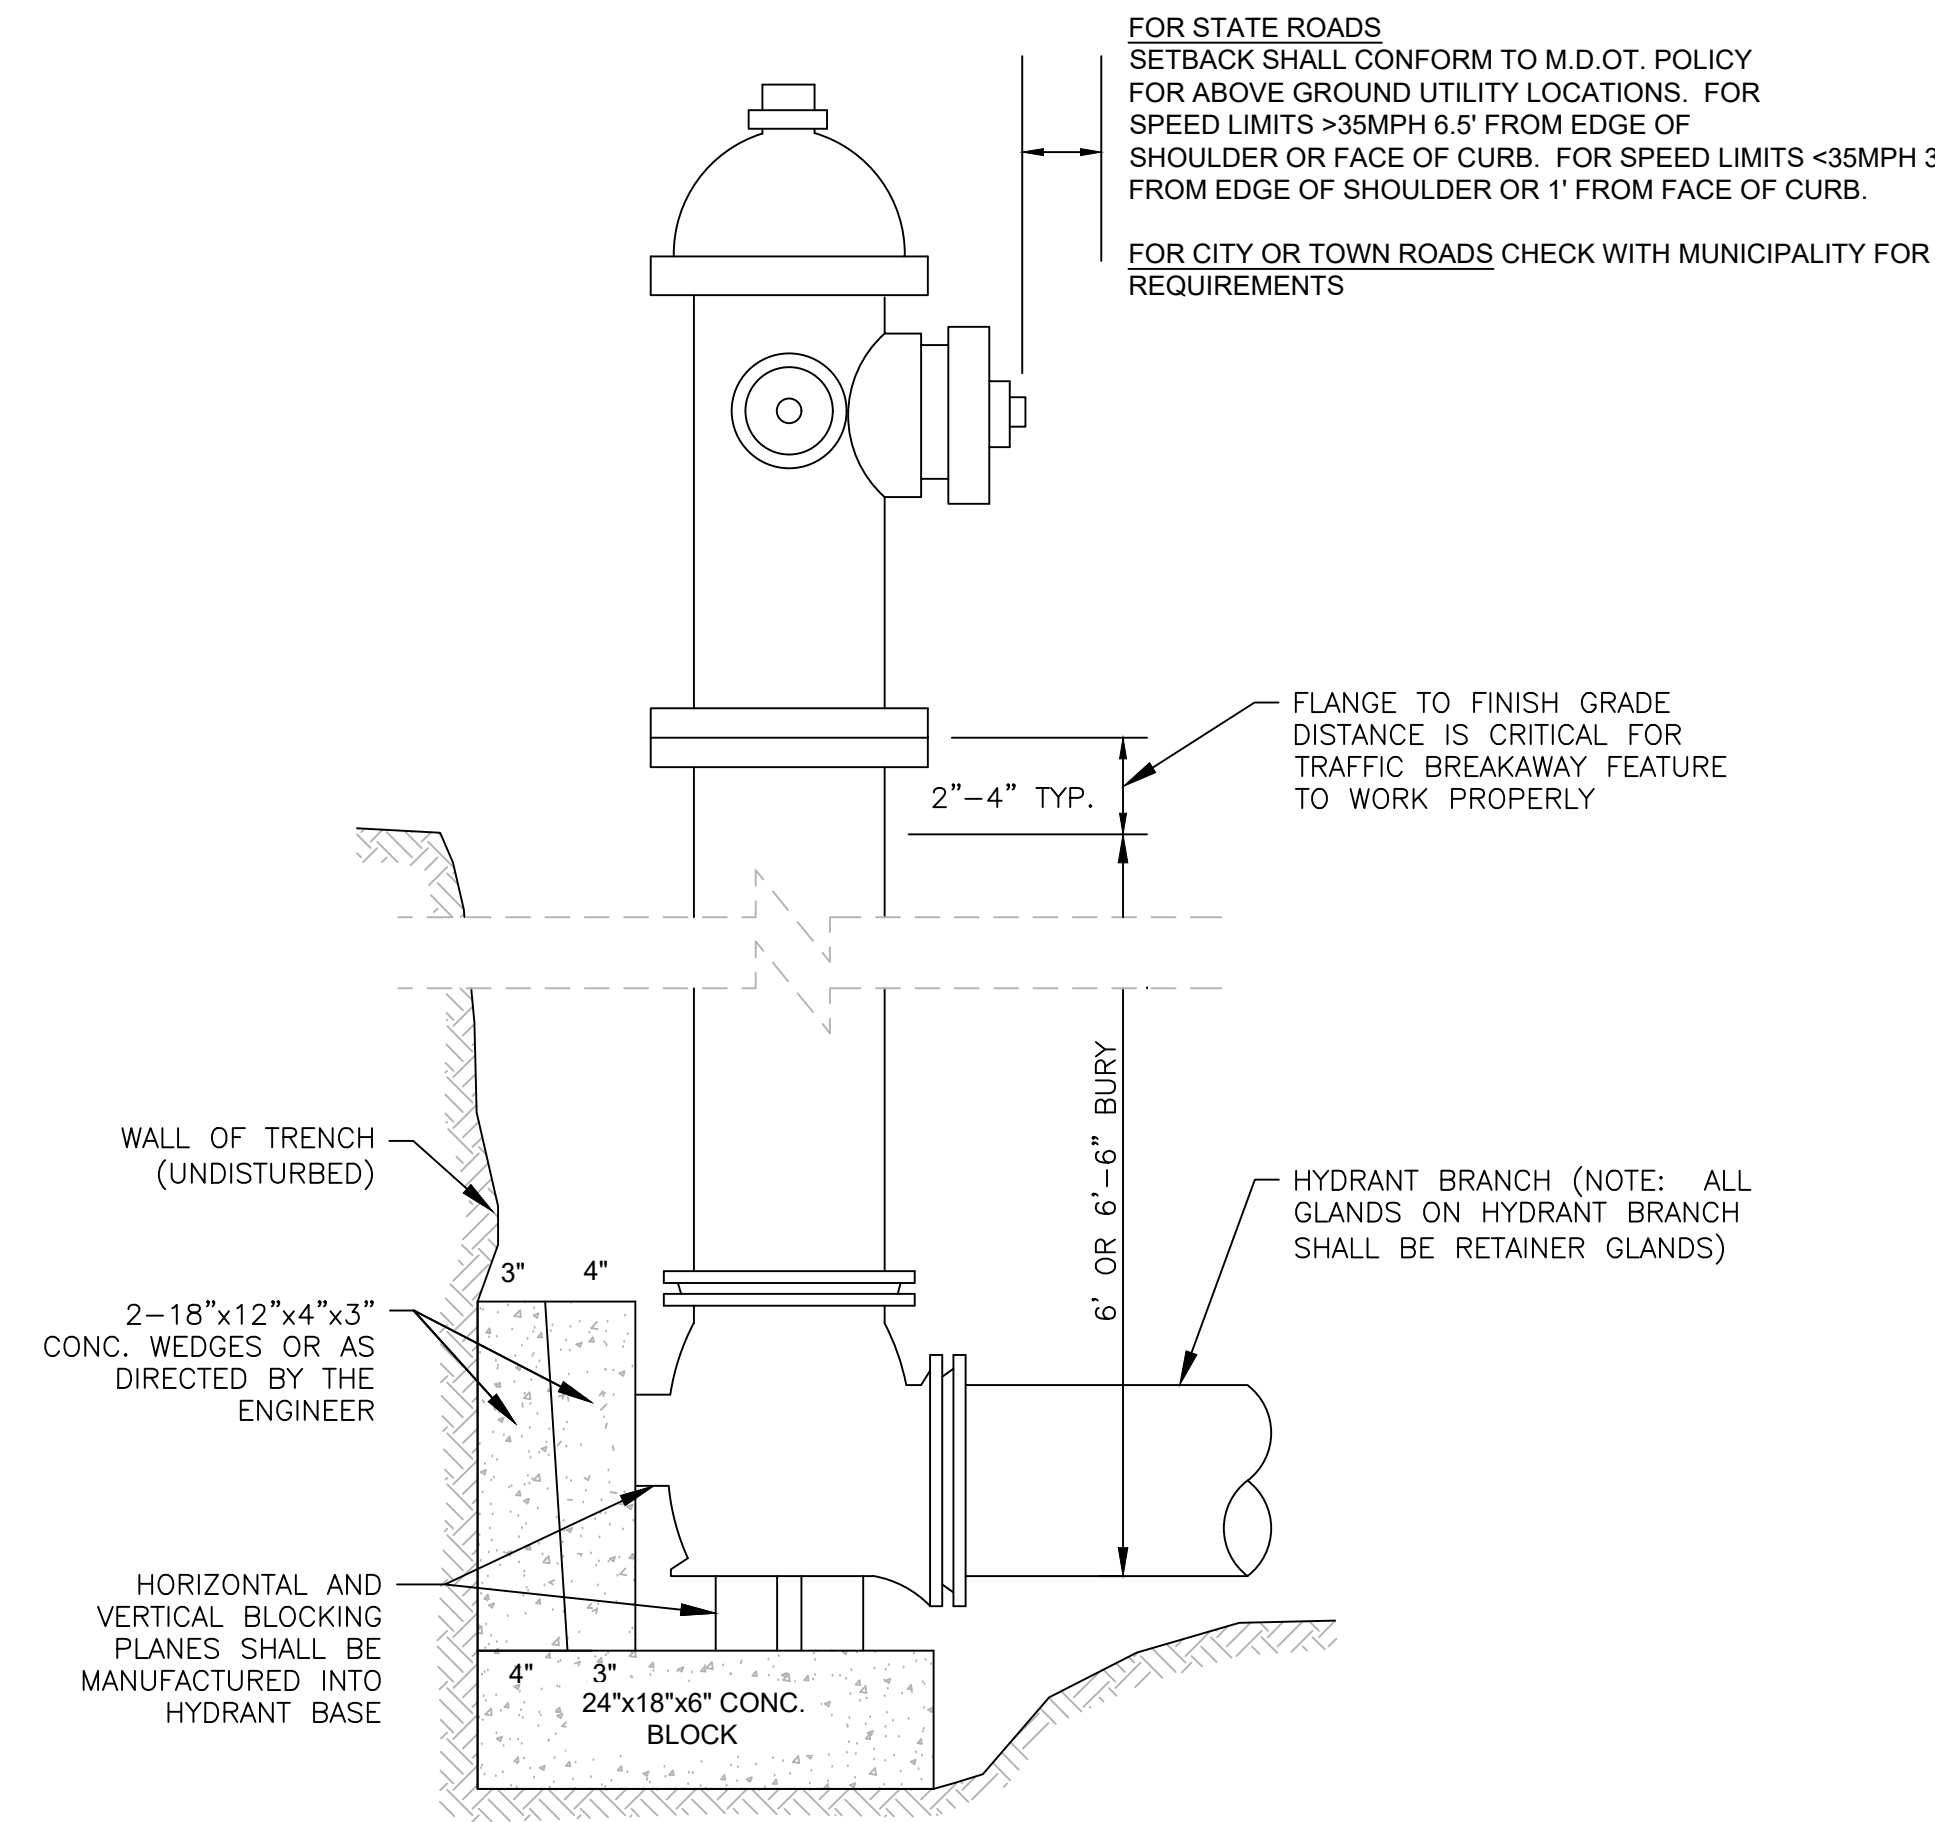 FOR STATE ROADS
SETBACK SHALL CONFORM TO M.D.OT. POLICY
FOR ABOVE GROUND UTILITY LOCATIONS. FOR
SPEED LIMITS >35MPH 6.5' FROM EDGE OF
SHOULDER OR FACE OF CURB. FOR SPEED LIMITS <35MPH
FROM EDGE OF SHOULDER OR 1' FROM FACE OF CURB.
FOR CITY OR TOWN ROADS CHECK WITH MUNICIPALITY FOR
REQUIREMENTS
FLANGE TO FINISH GRADE
DISTANCE IS CRITICAL FOR
TRAFFIC BREAKAWAY FEATURE
TO WORK PROPERLY
2”-4” TYP.
6' OR 6'-6” BURY
WALL OF TRENCH
(UNDISTURBED)
HYDRANT BRANCH (NOTE: ALL
GLANDS ON HYDRANT BRANCH
SHALL BE RETAINER GLANDS)
3" 4"
2-18”x12”x4”x3”
CONC. WEDGES OR AS
DIRECTED BY THE
ENGINEER
HORIZONTAL AND
VERTICAL BLOCKING
PLANES SHALL BE
MANUFACTURED INTO
HYDRANT BASE
4" 3"
24"x18"x6" CONC.
BLOCK